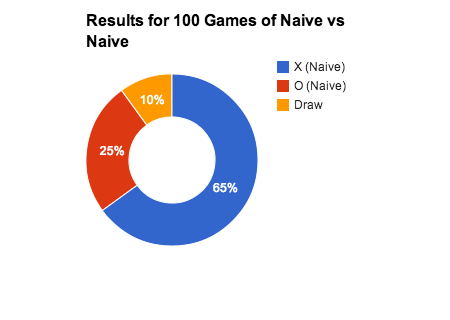 Results for 100 Games of Naive vs
Naive
X (Naive)
O (Naive)
Draw
10%
25%
65%